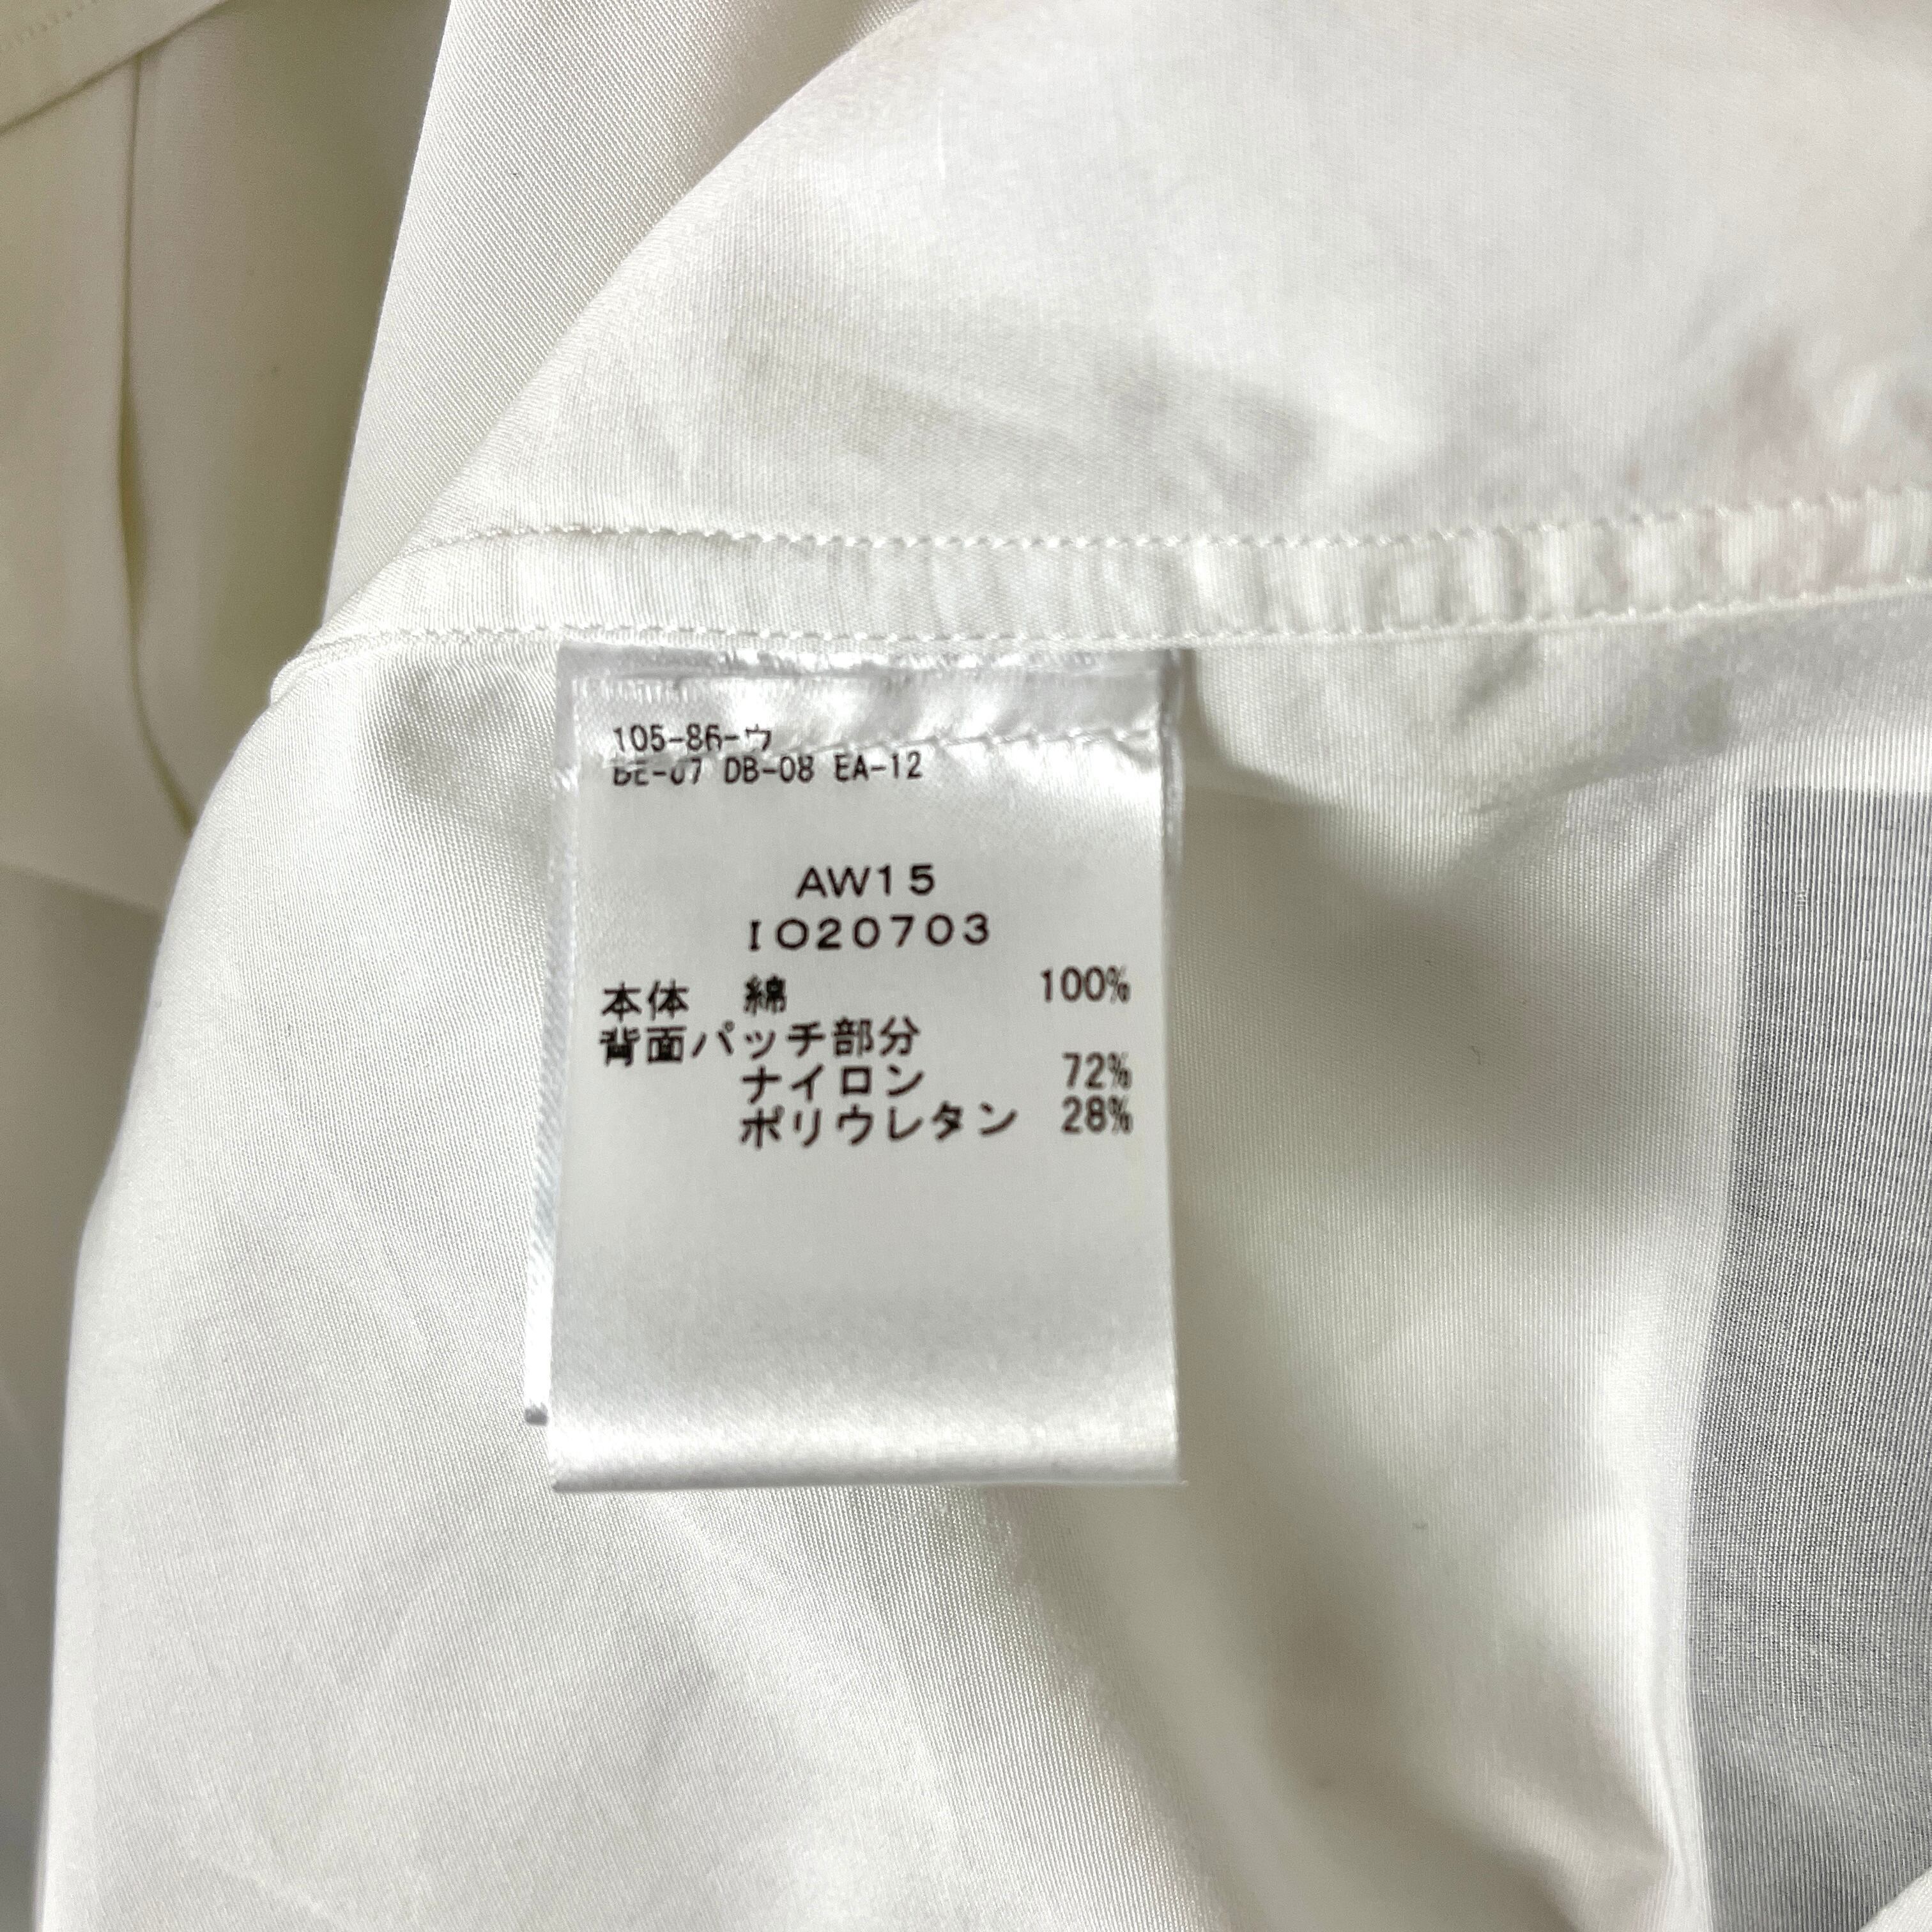 105-86-ウ
BE-07 DB-08 EA-12
AW15
IO20703
本体 綿 100%
背面パッチ部分
ナイロン 72%
ポリウレタン 28%